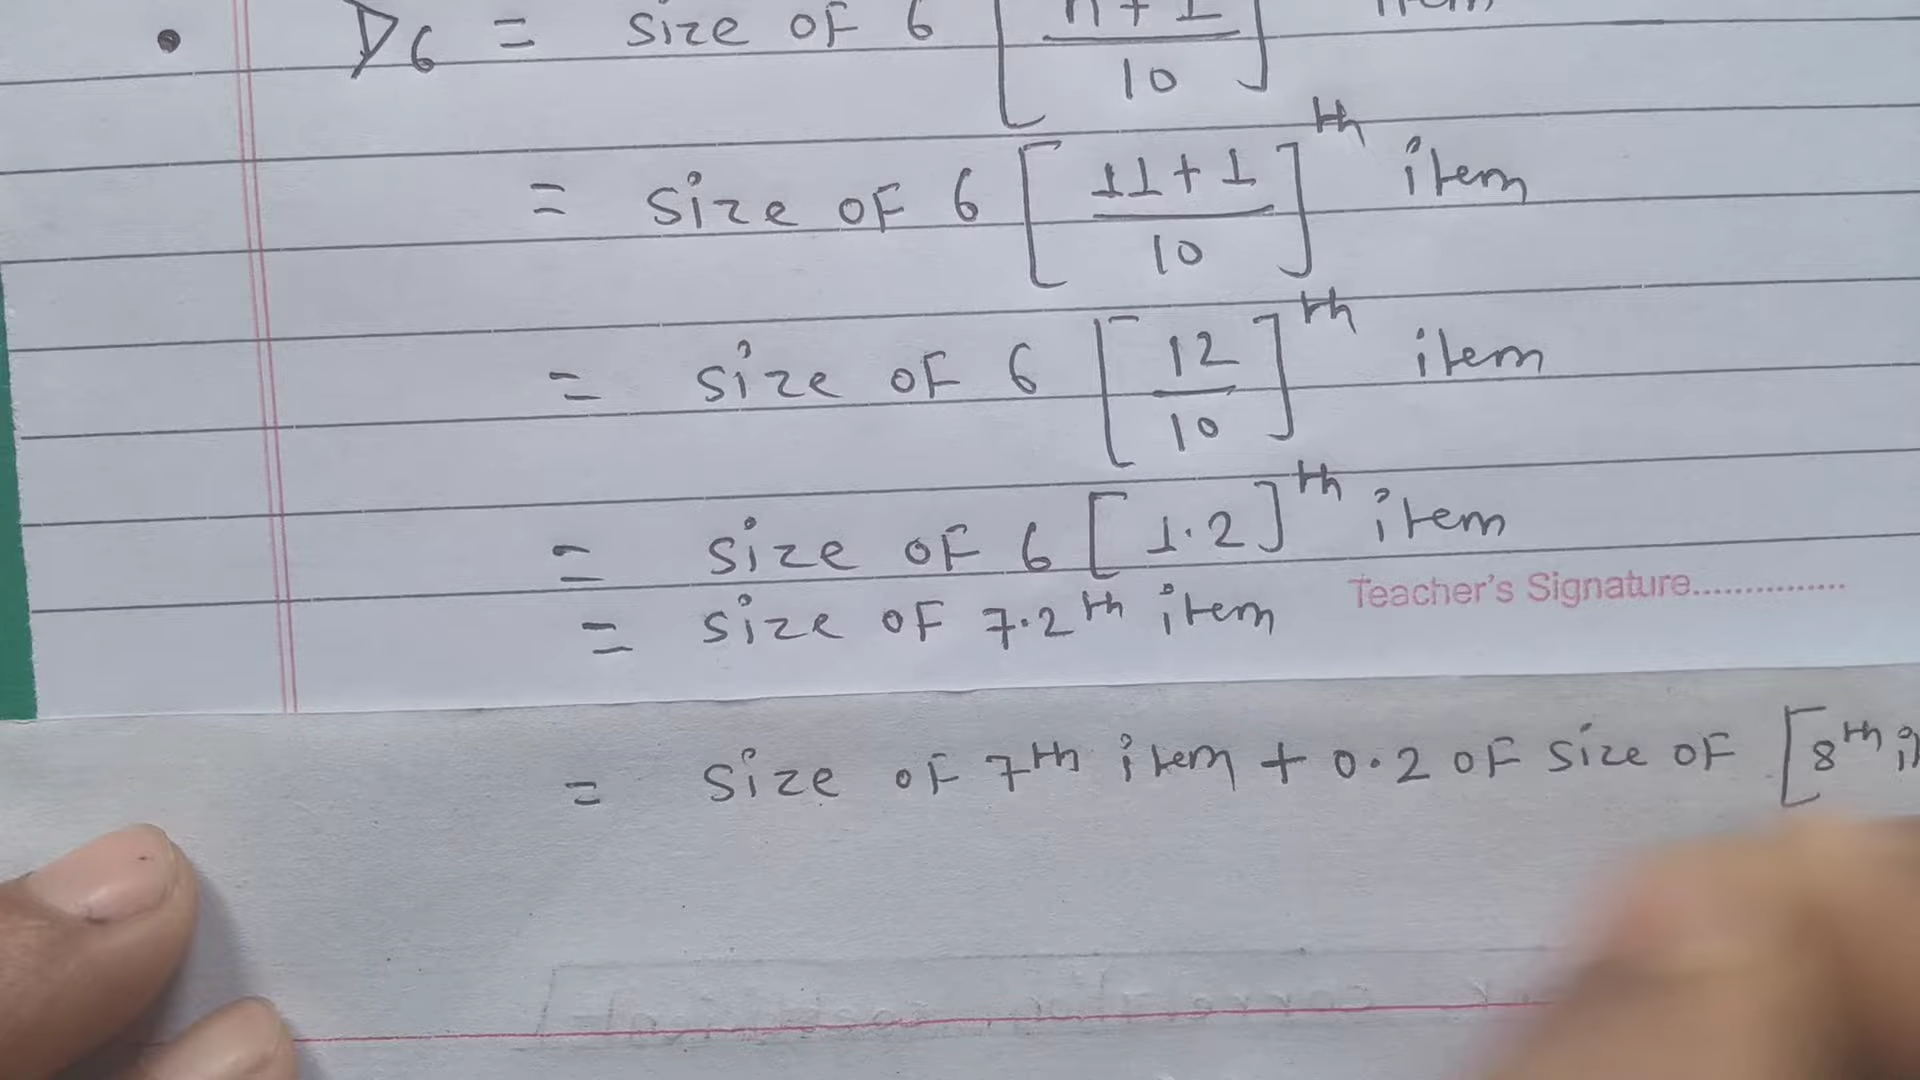 • D6 = size of 6 [n+1/10] item
= size of 6 [11+1/10]th item
= size of 6 [12/10]th item
= size of 6 [1.2]th item
Teacher's Signature...............
= size of 7.2th item
= size of 7th item + 0.2 of size of [8th